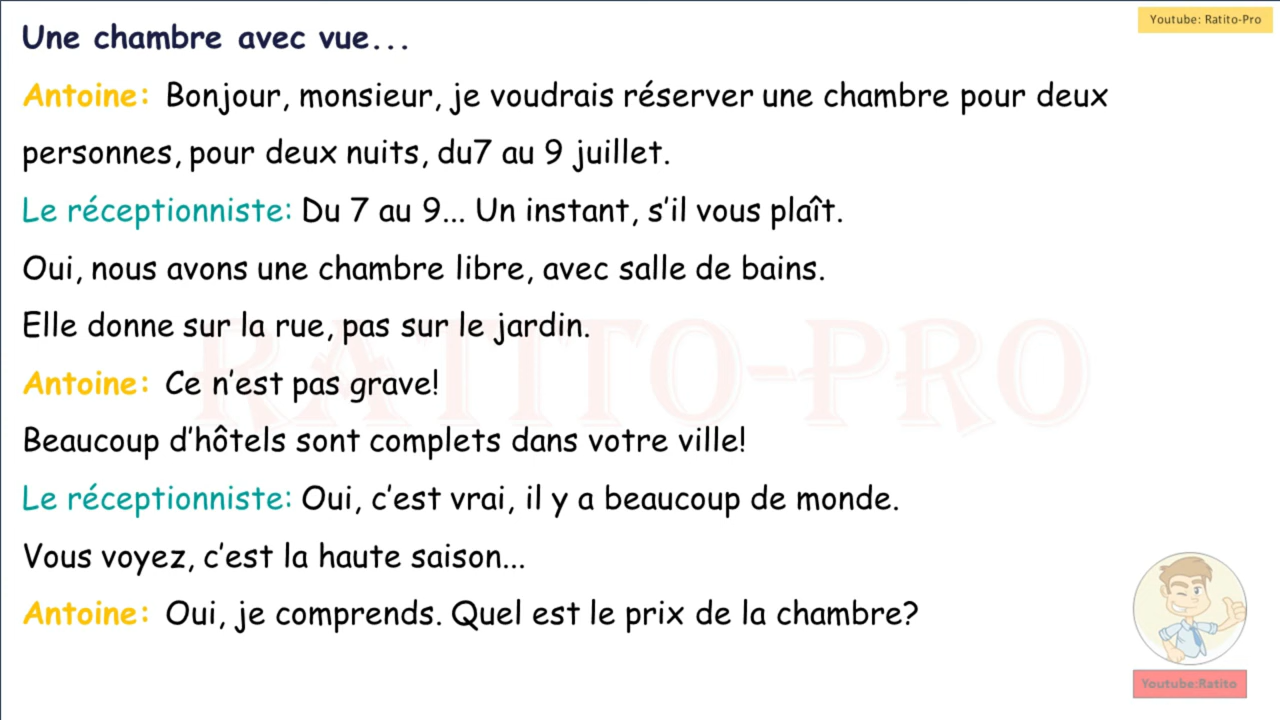 Une chambre avec vue...
Youtube: Ratito-Pro
Antoine: Bonjour, monsieur, je voudrais réserver une chambre pour deux
personnes, pour deux nuits, du7 au 9 juillet.
Le réceptionniste: Du 7 au 9... Un instant, s'il vous plaît.
Oui, nous avons une chambre libre, avec salle de bains.
Elle donne sur la rue, pas sur le jardin.
RATITO-PRO
Antoine: Ce n'est pas grave!
Beaucoup d'hôtels sont complets dans votre ville!
Le réceptionniste: Oui, c'est vrai, il y a beaucoup de monde.
Vous voyez, c'est la haute saison...
Antoine: Oui, je comprends. Quel est le prix de la chambre?
Youtube:Ratito